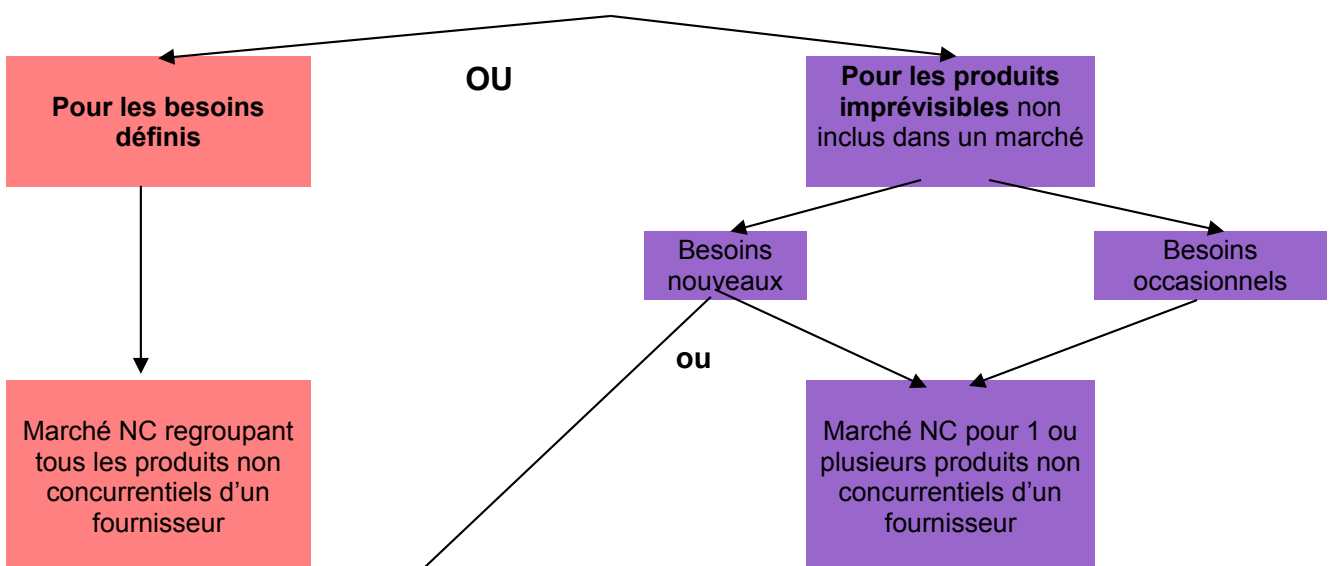 OU
Pour les besoins
définis
Pour les produits
imprévisibles non
inclus dans un marché
Besoins
nouveaux
Besoins
occasionnels
ou
Marché NC regroupant
tous les produits non
concurrentiels d’un
fournisseur
Marché NC pour 1 ou
plusieurs produits non
concurrentiels d’un
fournisseur